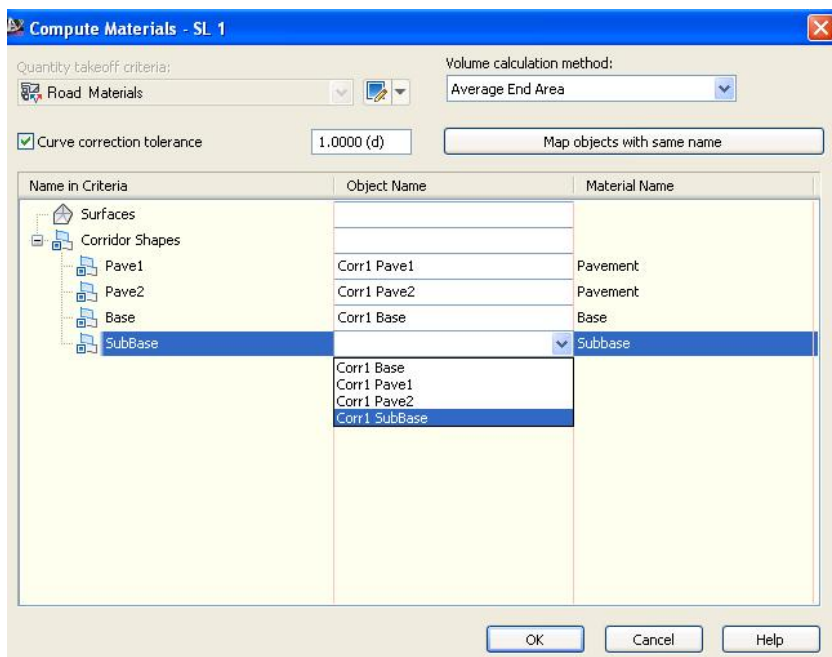 Compute Materials - SL 1
Quantity takeoff criteria:
Volume calculation method:
Road Materials
Average End Area
Curve correction tolerance
1.0000 (d)
Map objects with same name
Name in Criteria Object Name Material Name
Surfaces
Corridor Shapes
Pave1 Corr1 Pave1 Pavement
Pave2 Corr1 Pave2 Pavement
Base Corr1 Base Base
SubBase Subbase
Corr1 Base
Corr1 Pave1
Corr1 Pave2
Corr1 SubBase
OK Cancel Help